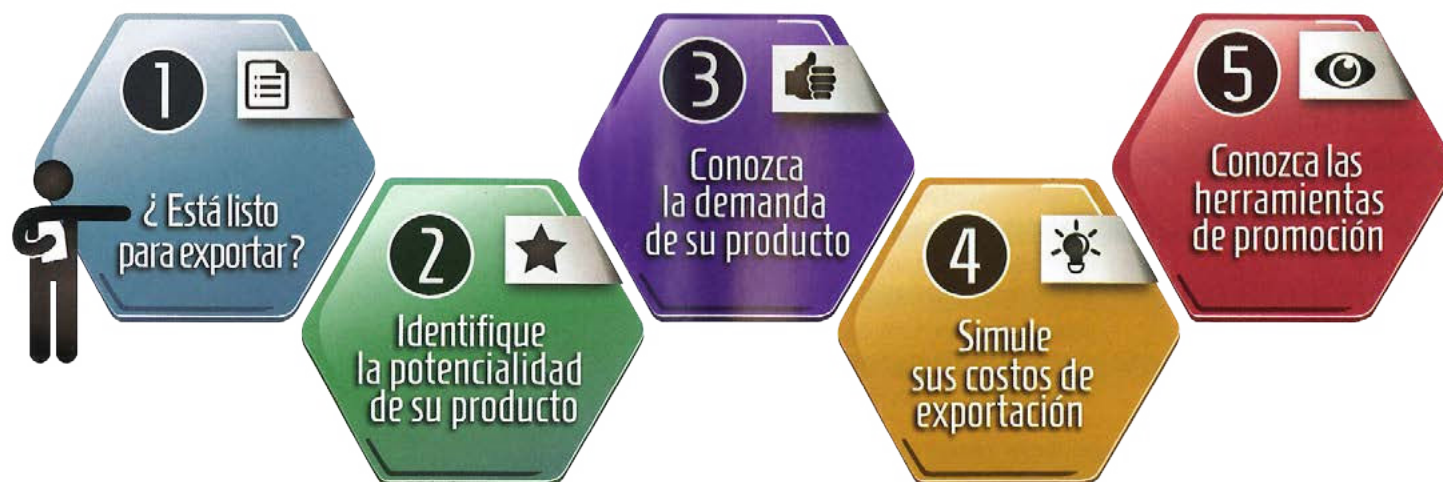 1
¿ Está listo
para exportar?
2
Identifique
la potencialidad
de su producto
3
Conozca
la demanda
de su producto
4
Simule
sus costos de
exportación
5
Conozca las
herramientas
de promoción